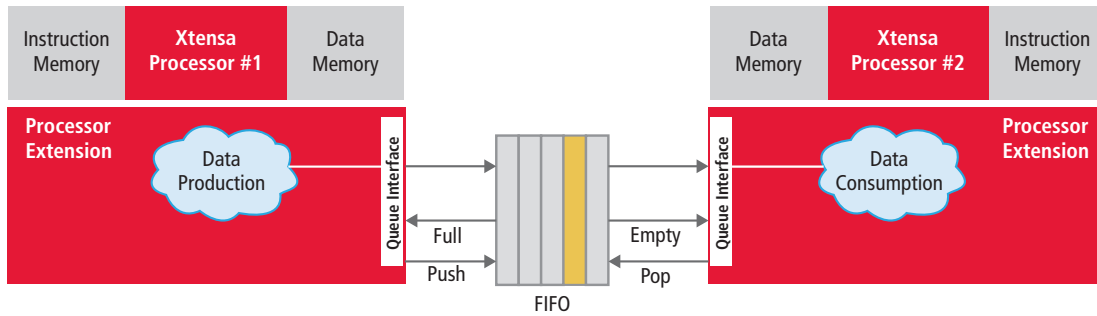 Instruction
Memory
Xtensa
Processor #1
Data
Memory
Data
Memory
Xtensa
Processor #2
Instruction
Memory
Processor
Extension
Data
Production
Queue Interface
Full
Push
FIFO
Empty
Pop
Queue Interface
Data
Consumption
Processor
Extension